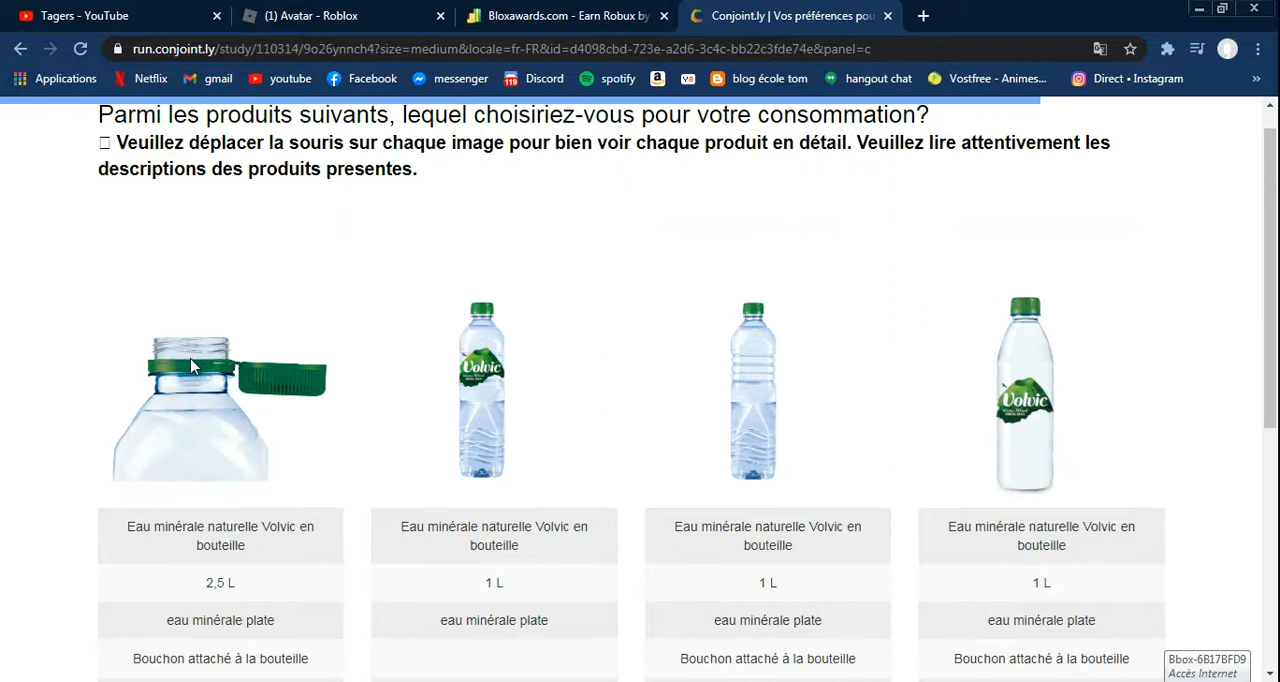 Tagers - YouTube
(1) Avatar - Roblox
Bloxawards.com - Earn Robux by
Conjoint.ly | Vos préférences pou
run.conjoint.ly/study/110314/9o26ynnch4?size=medium&locale=fr-FR&id=d4098cbd-723e-a2d6-3c4c-bb22c3fde74e&panel=c
Applications
Netflix
gmail
youtube
Facebook
messenger
Discord
spotify
blog école tom
hangout chat
Vostfree - Animes...
Direct • Instagram
»
Parmi les produits suivants, lequel choisiriez-vous pour votre consommation?
Veuillez déplacer la souris sur chaque image pour bien voir chaque produit en détail. Veuillez lire attentivement les
descriptions des produits presentes.
Volvic
Volvic
Eau minérale naturelle Volvic en
bouteille
2,5 L
eau minérale plate
Bouchon attaché à la bouteille
Eau minérale naturelle Volvic en
bouteille
1 L
eau minérale plate
Eau minérale naturelle Volvic en
bouteille
1 L
eau minérale plate
Bouchon attaché à la bouteille
Eau minérale naturelle Volvic en
bouteille
1 L
eau minérale plate
Bouchon attaché à la bouteille
Bbox-6B17BFD9
Accès Internet